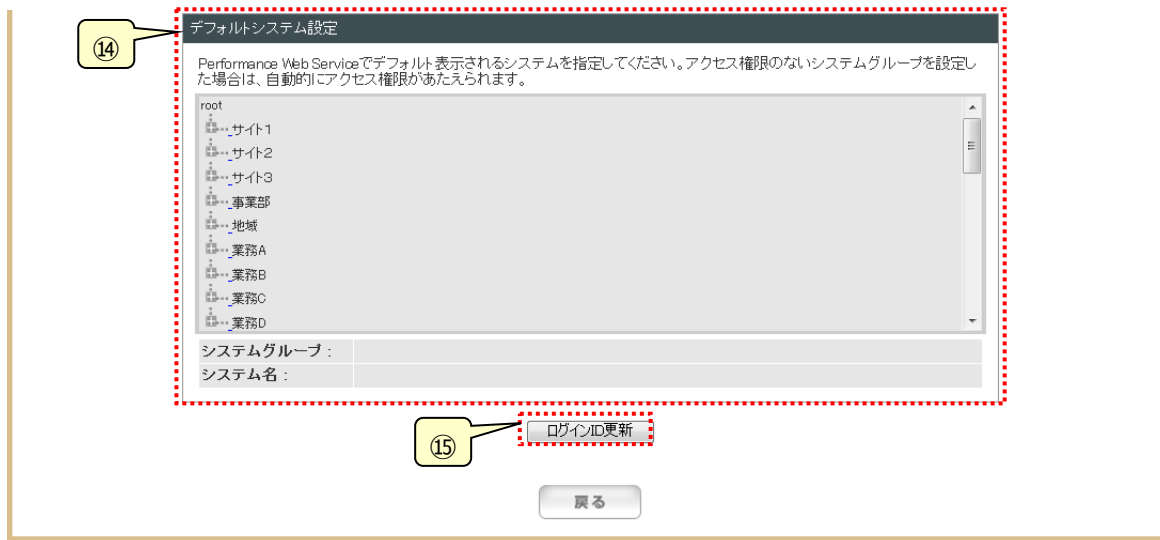 ⑭
デフォルトシステム設定
Performance Web Serviceでデフォルト表示されるシステムを指定してください。アクセス権限のないシステムグループを設定し
た場合は、自動的にアクセス権限があたえられます。
root
サイト1
サイト2
サイト3
事業部
地域
業務A
業務B
業務C
業務D
システムグループ：
システム名：
⑮
ログインID更新
戻る